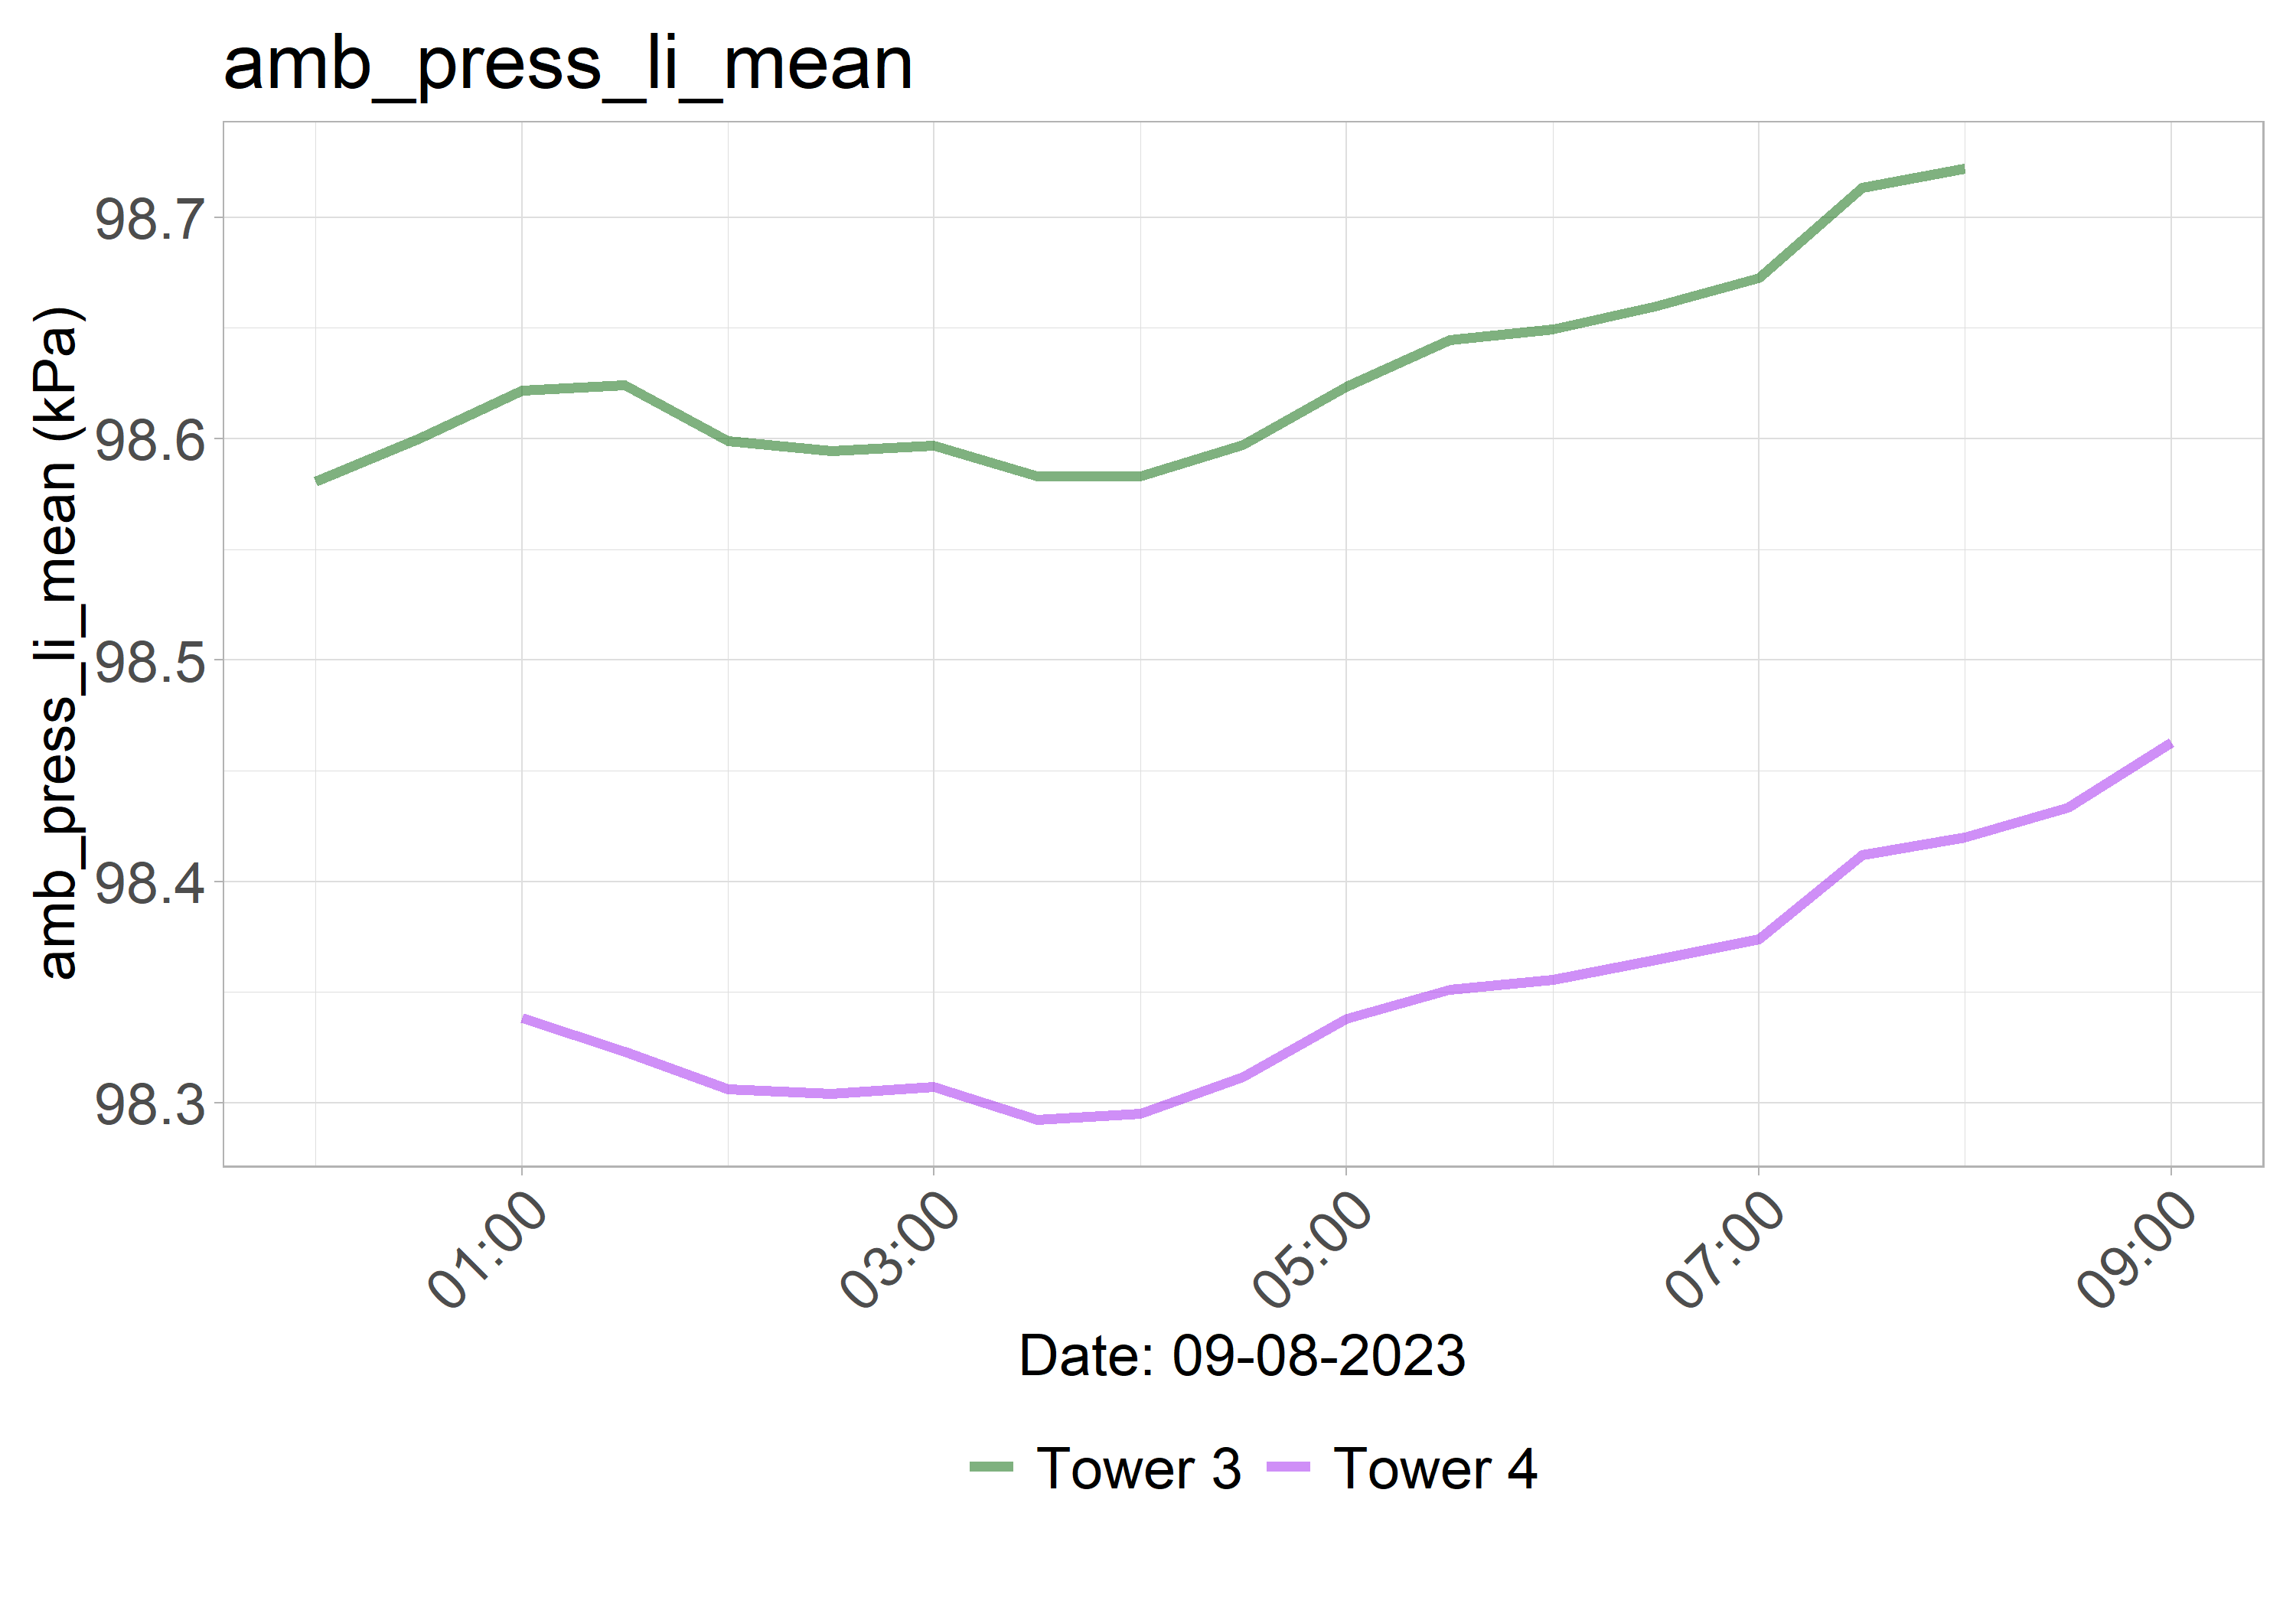 amb_press_li_mean
amb_press_li_mean (kPa)
98.7
98.6
98.5
98.4
98.3
01:00
03:00
05:00
07:00
09:00
Date: 09-08-2023
Tower 3
Tower 4